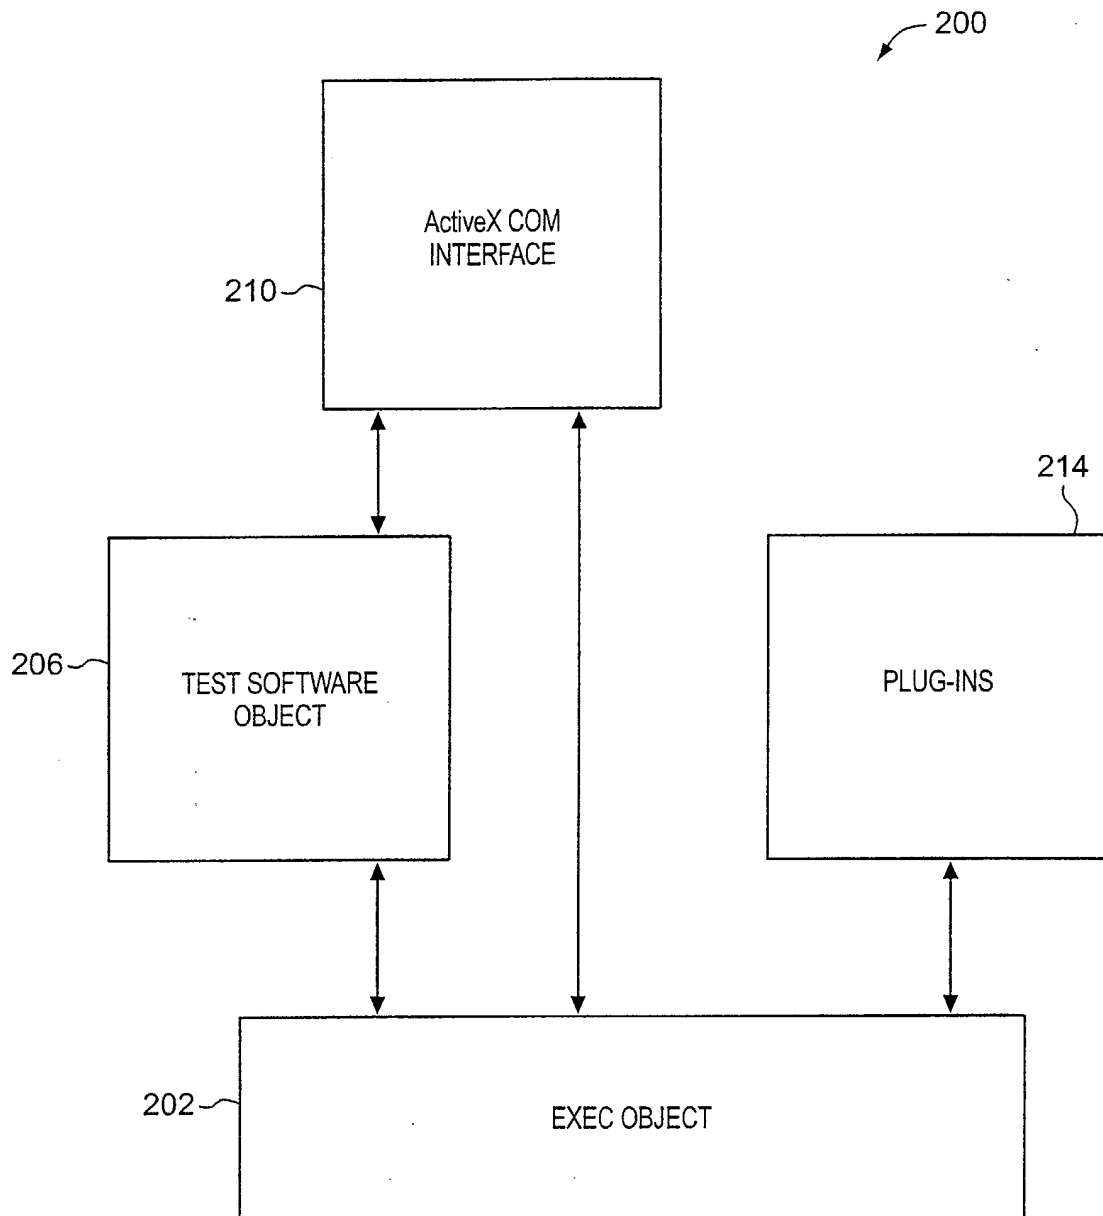 200
ActiveX COM
INTERFACE
210
214
206
TEST SOFTWARE
OBJECT
PLUG-INS
202
EXEC OBJECT